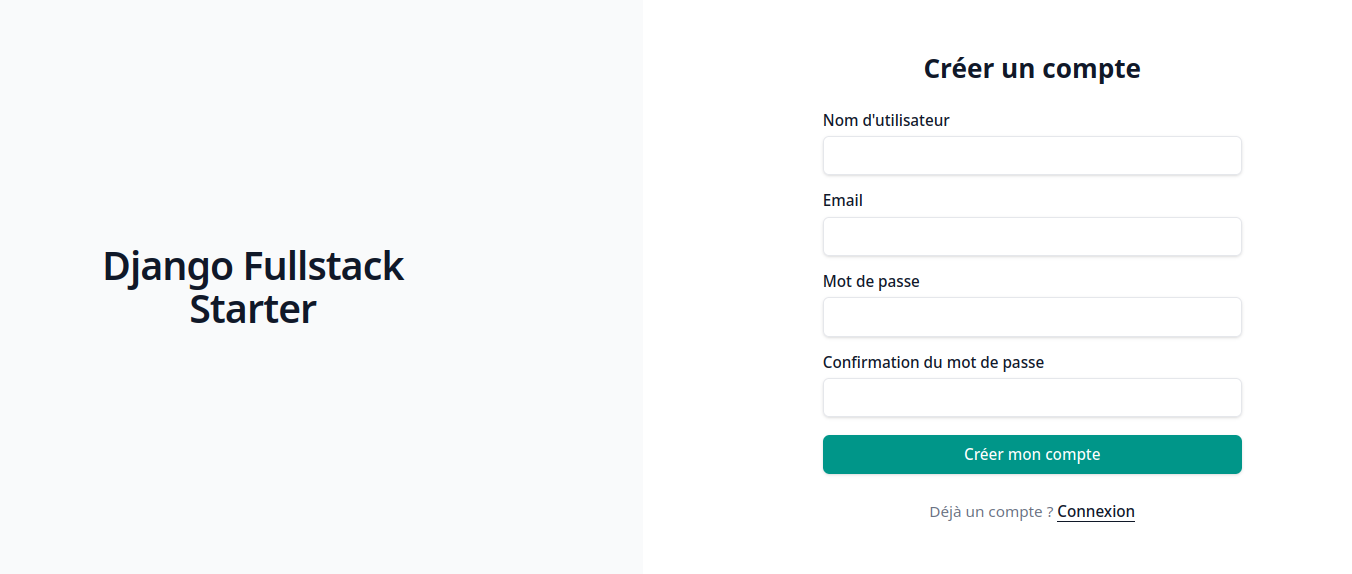 Django Fullstack
Starter
Créer un compte
Nom d'utilisateur
Email
Mot de passe
Confirmation du mot de passe
Créer mon compte
Déjà un compte ? Connexion